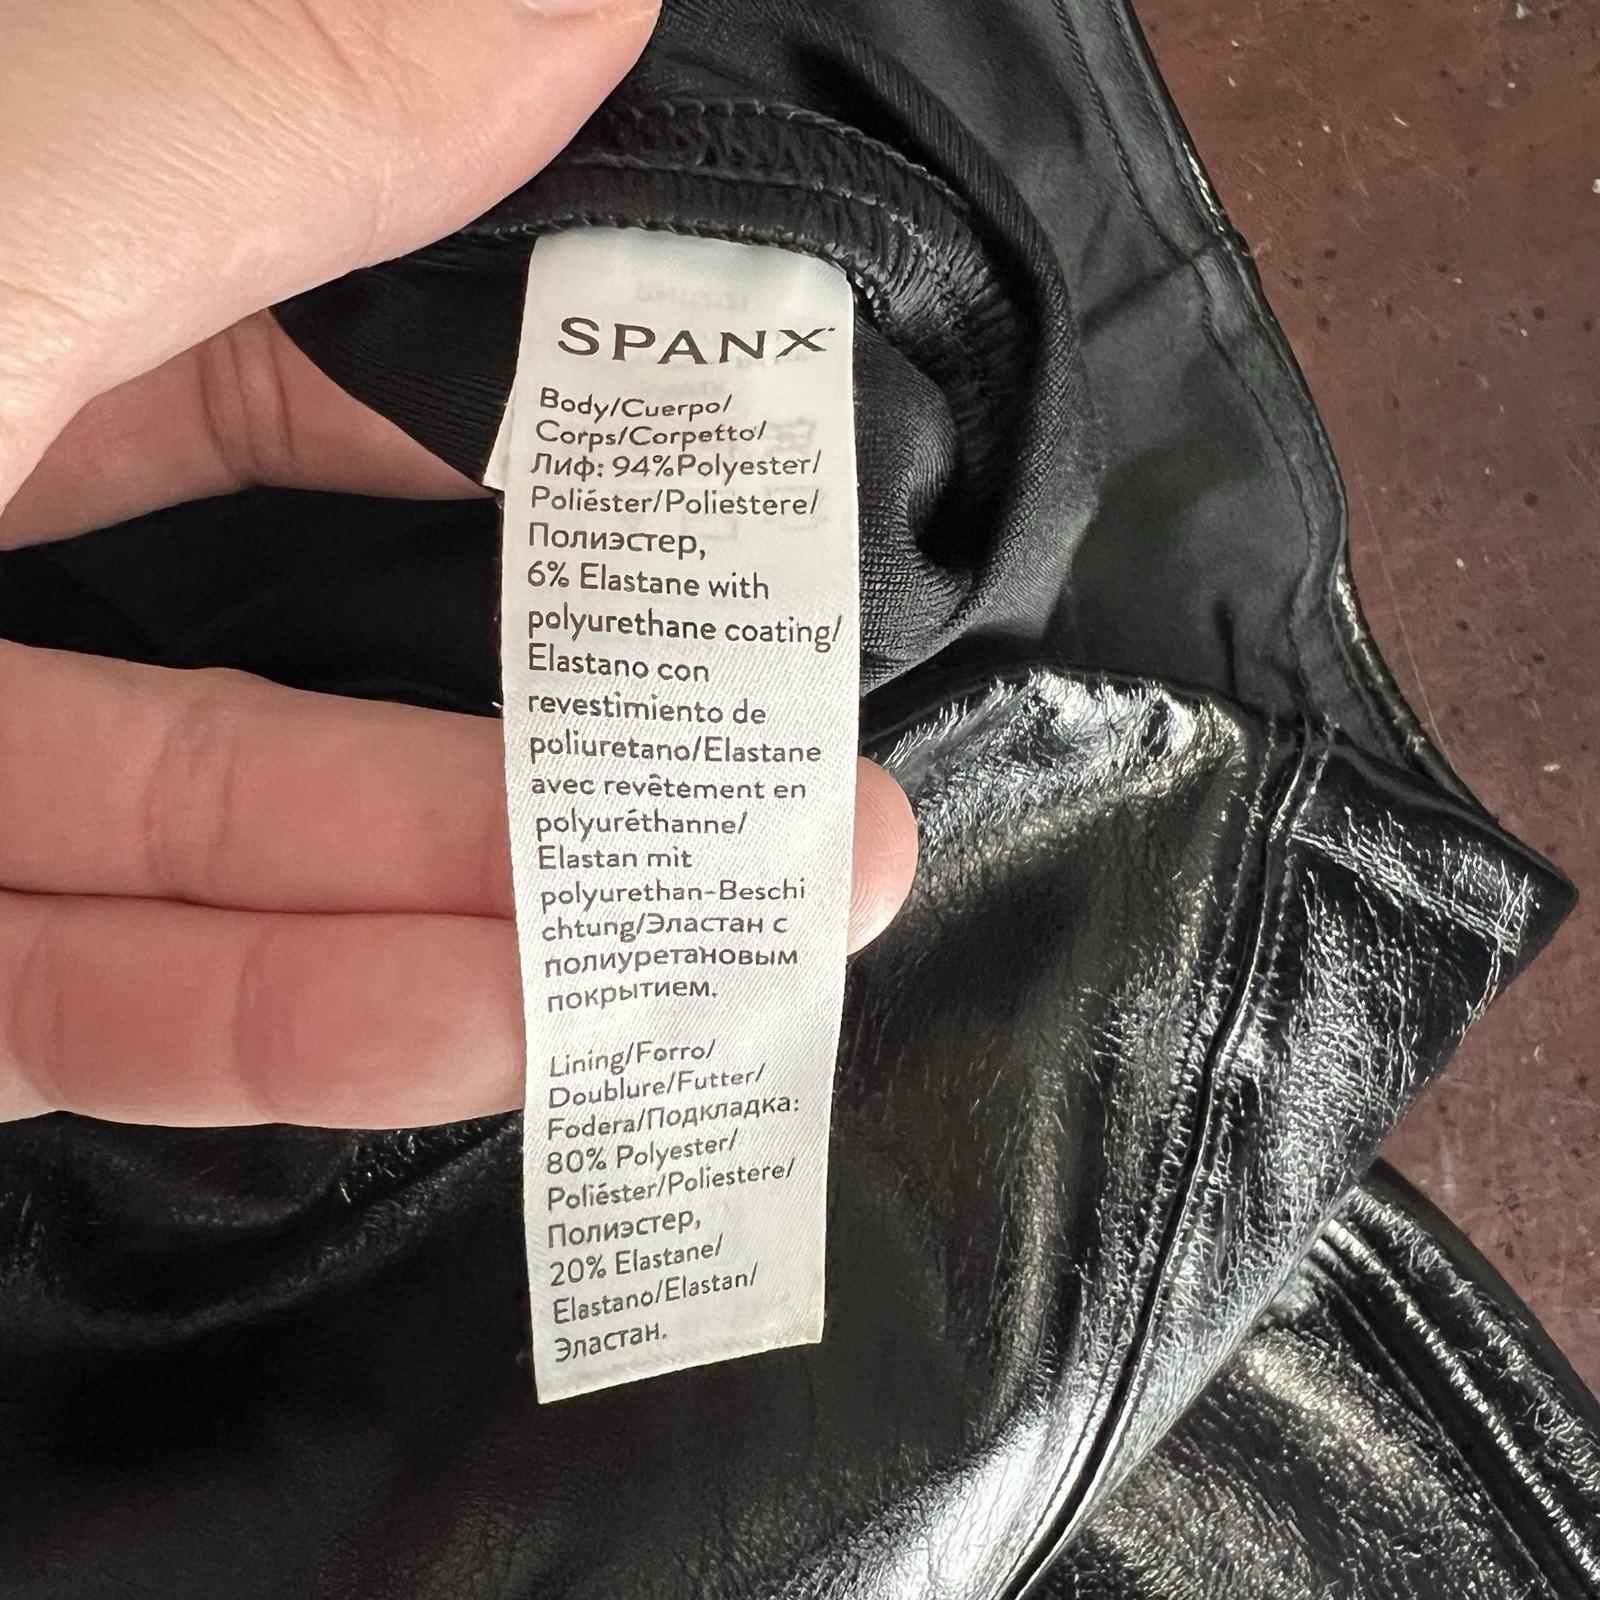 SPANX
Body/Cuerpo/
Corps/Corpetto/
Лиф: 94%Polyester/
Poliéster/Poliestere/
Полиэстер,
6% Elastane with
polyurethane coating/
Elastano con
revestimiento de
poliuretano/Elastane
avec revêtement en
polyuréthanne/
Elastan mit
polyurethan-Beschi
chtung/Эластан с
полиуретановым
покрытием.
Lining/Forro/
Doublure/Futter/
Fodera/Подкладка:
80% Polyester/
Poliéster/Poliestere/
Полиэстер,
20% Elastane/
Elastano/Elastan/
Эластан.